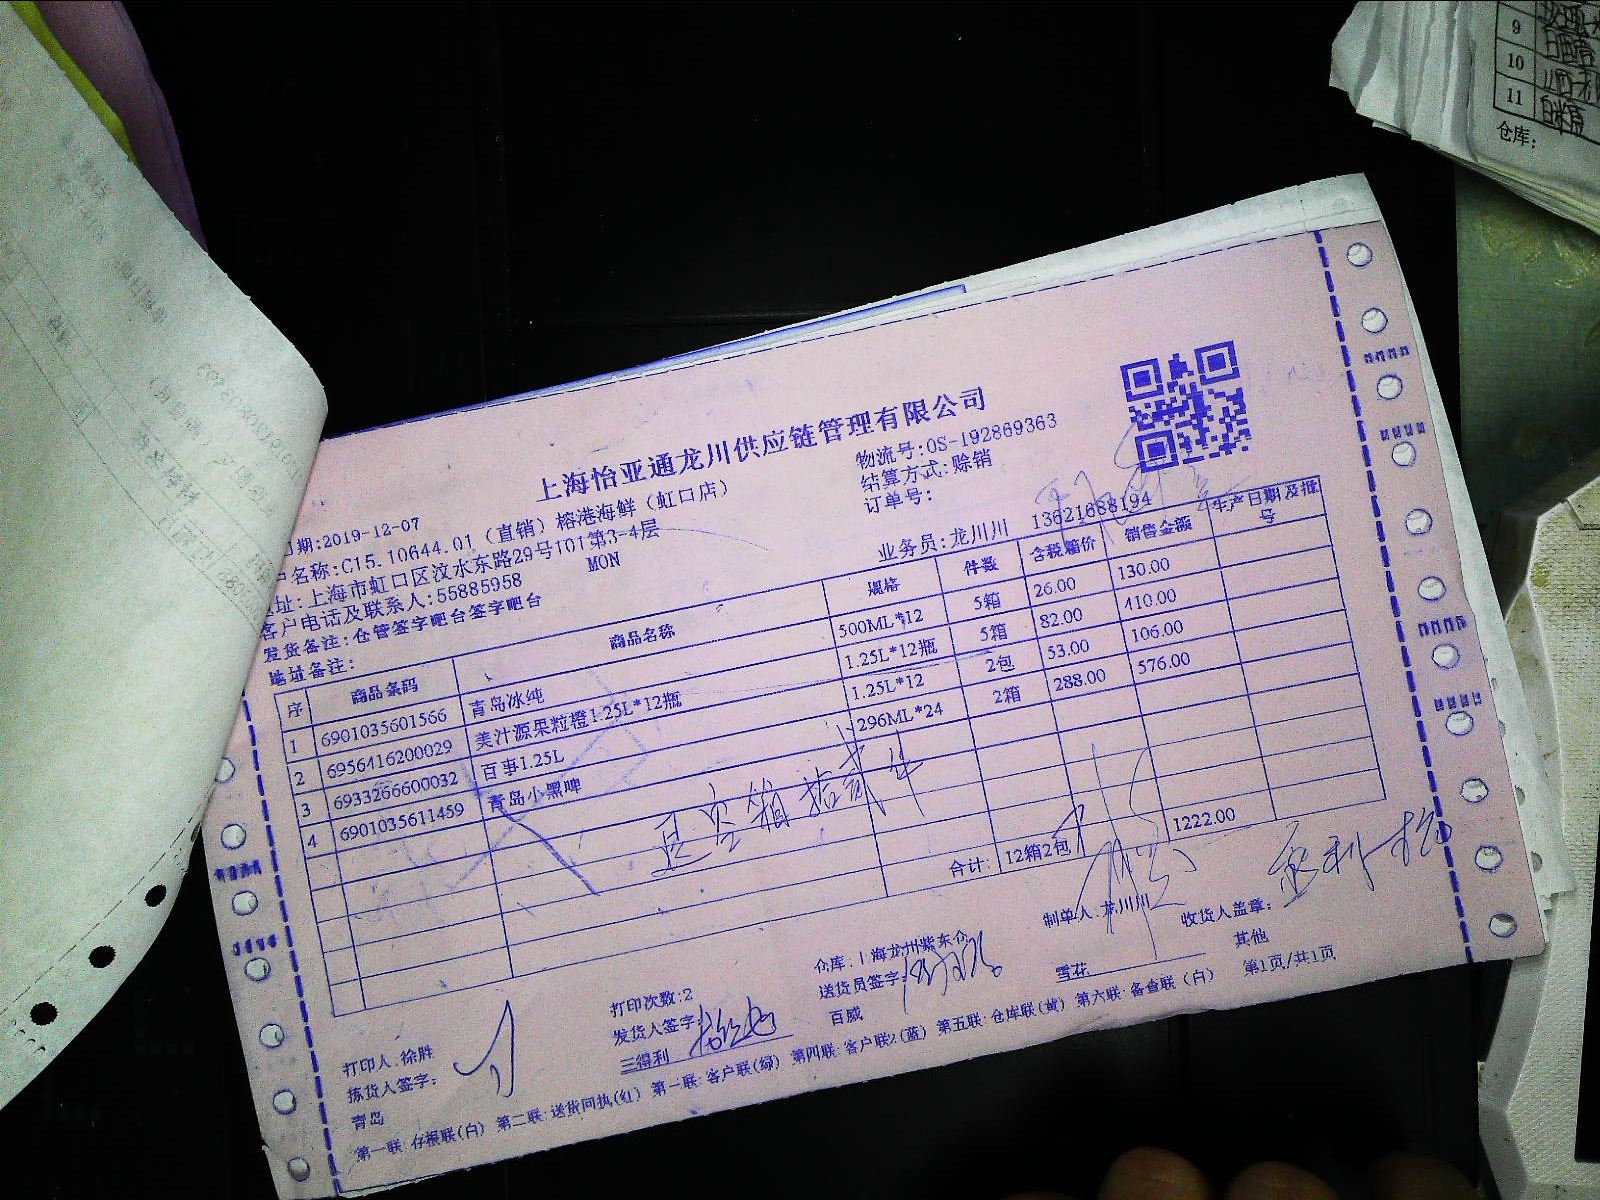 上海怡亚通龙川供应链管理有限公司
期:2019-12-07
物流号:OS-192869363
户名称:C15.10644.01（直销）榕港海鲜（虹口店）
结算方式:赊销
址:上海市虹口区汶水东路29号101第3-4层
订单号:
客户电话及联系人:55885958 MON
业务员:龙川川 13621688194
发货备注:仓管签字吧台签字吧台
地址备注:
序 商品条码 商品名称 规格 件数 含税箱价 销售金额 生产日期及批号
1 6901035601566 青岛冰纯 500ML*12 5箱 26.00 130.00
2 6956416200029 美汁源果粒橙1.25L*12瓶 1.25L*12瓶 5箱 82.00 410.00
3 6933266600032 百事1.25L 1.25L*12 2包 53.00 106.00
4 6901035611459 青岛小黑啤 296ML*24 2箱 288.00 576.00
空箱拾贰件
合计: 12箱2包 1222.00
打印人:徐胜 打印次数:2 仓库:上海龙川紫东仓 制单人:龙川川 收货人盖章:
拣货人签字: 发货人签字: 送货员签字:
青岛 三得利 百威 雪花 其他
第一联:存根联(白) 第二联:送货回执(红) 第一联:客户联(绿) 第四联:客户联2(蓝) 第五联:仓库联(黄) 第六联:备查联(白) 第1页/共1页
9
10
11
仓库: